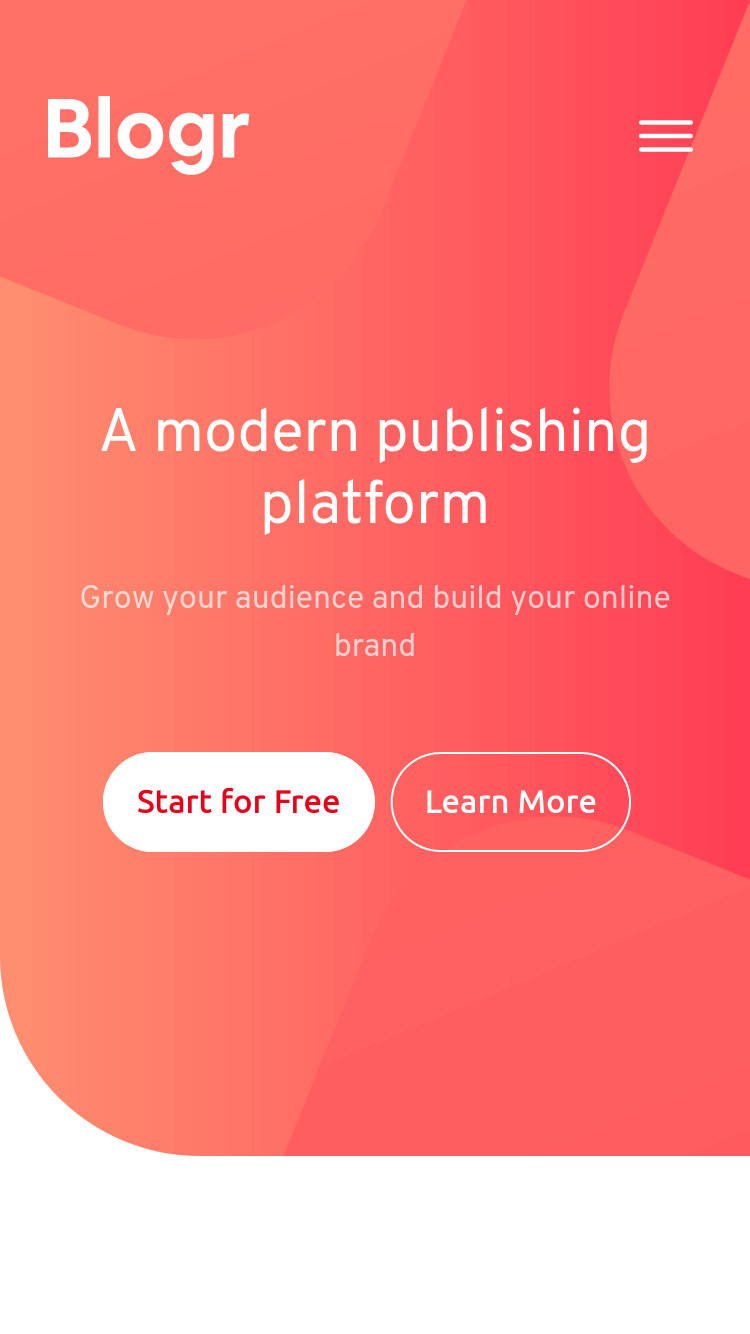 Blogr
A modern publishing
platform
Grow your audience and build your online
brand
Start for Free
Learn More